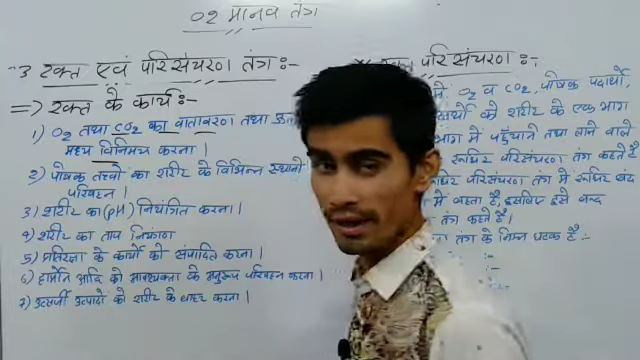 02 मानव तंत्र
3 रक्त एवं परिसंचरण तंत्र :-
=> रक्त के कार्य :-
1) O2 तथा CO2 का वातावरण तथा
मध्य विनिमय करना।
2) पोषक तत्वों का शरीर के विभिन्न स्थानों
परिवहन।
3) शरीर का (pH) नियंत्रित करना।
4) शरीर का ताप नियंत्रण
5) प्रतिरक्षा के कार्यो को संपादित करना।
6) हार्मोन आदि को आवश्यकता के अनुरूप परिवहन करना।
7) उत्सर्जी उत्पादो को शरीर के बाहर करना।
परिसंचरण :-
में O2 व CO2, पोषक पदार्थो,
को शरीर के एक भाग
भाग में पहुँचाने तथा लाने वाले
परिसंचरण तंत्र कहते है
परिसंचरण तंत्र में रूधिर बंद
में बहता है, इसलिए इसे बन्द
तंत्र कहते है।
तंत्र के निम्न घटक है :-